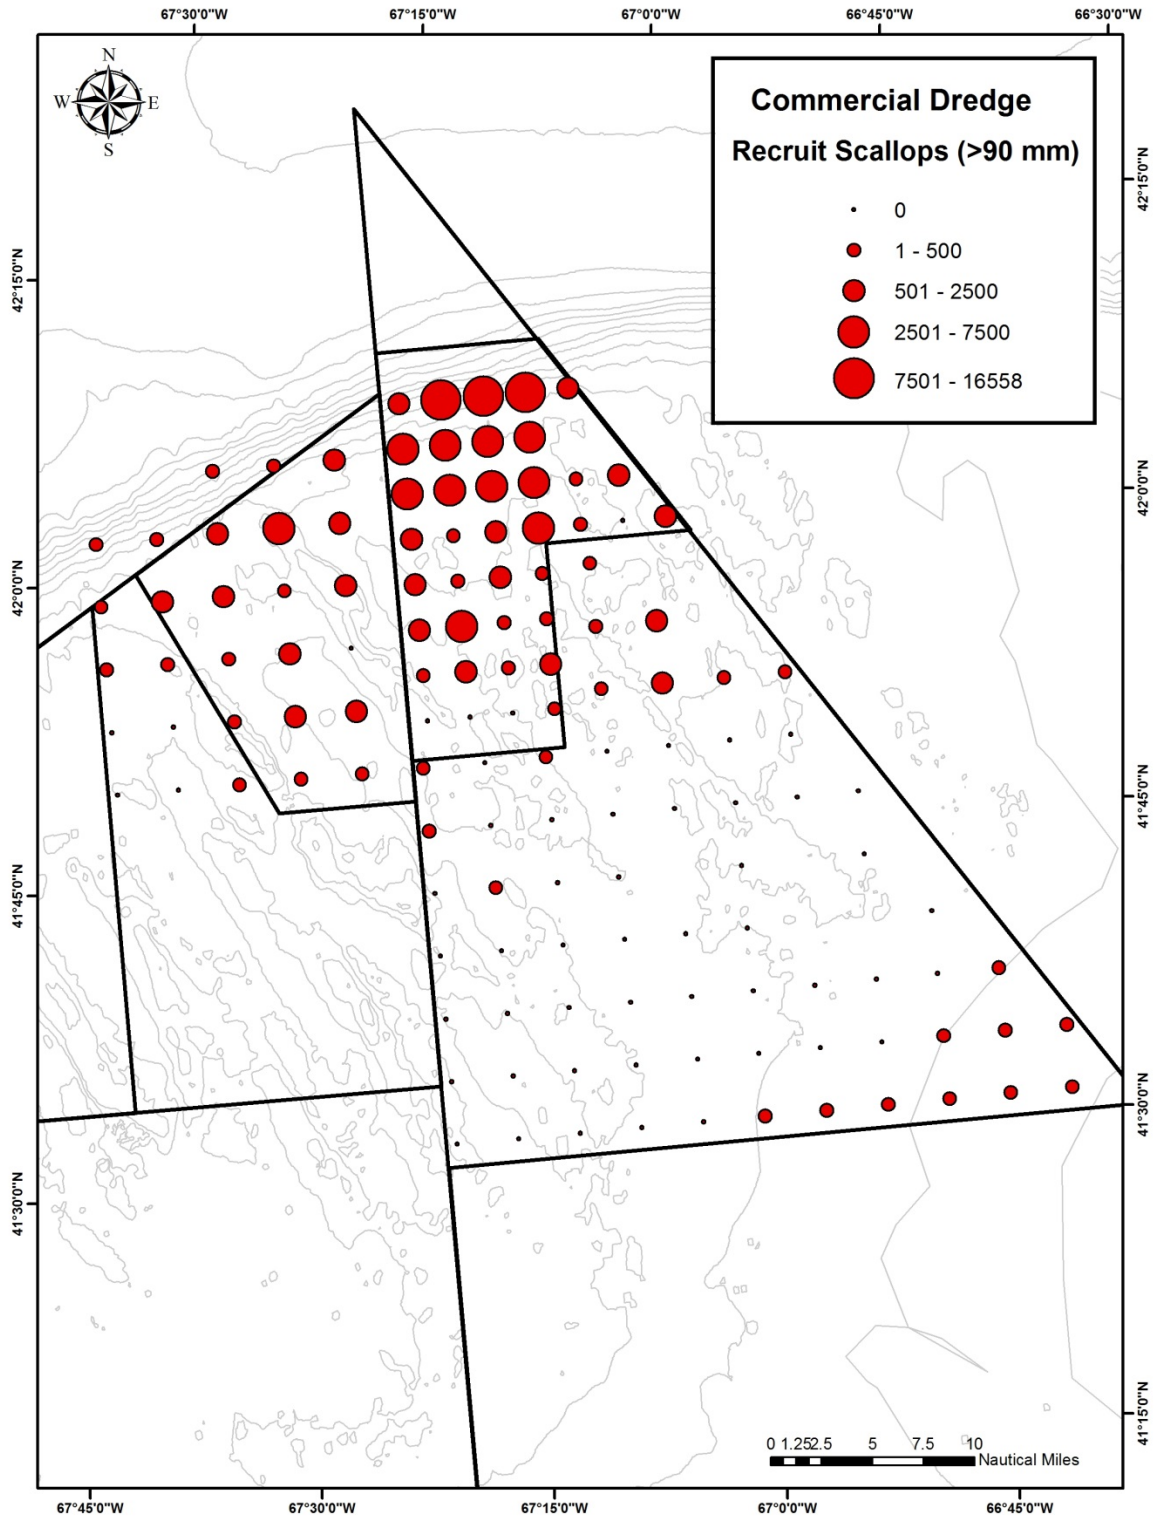 67°30'0"W 67°15'0"W 67°0'0"W 66°45'0"W 66°30'0"W
N
W E
S
Commercial Dredge
Recruit Scallops (>90 mm)
0
1 - 500
501 - 2500
2501 - 7500
7501 - 16558
42°15'0"N
42°15'0"N
42°0'0"N
42°0'0"N
41°45'0"N
41°45'0"N
41°30'0"N
41°30'0"N
41°15'0"N
0 1.252.5 5 7.5 10
Nautical Miles
67°45'0"W 67°30'0"W 67°15'0"W 67°0'0"W 66°45'0"W